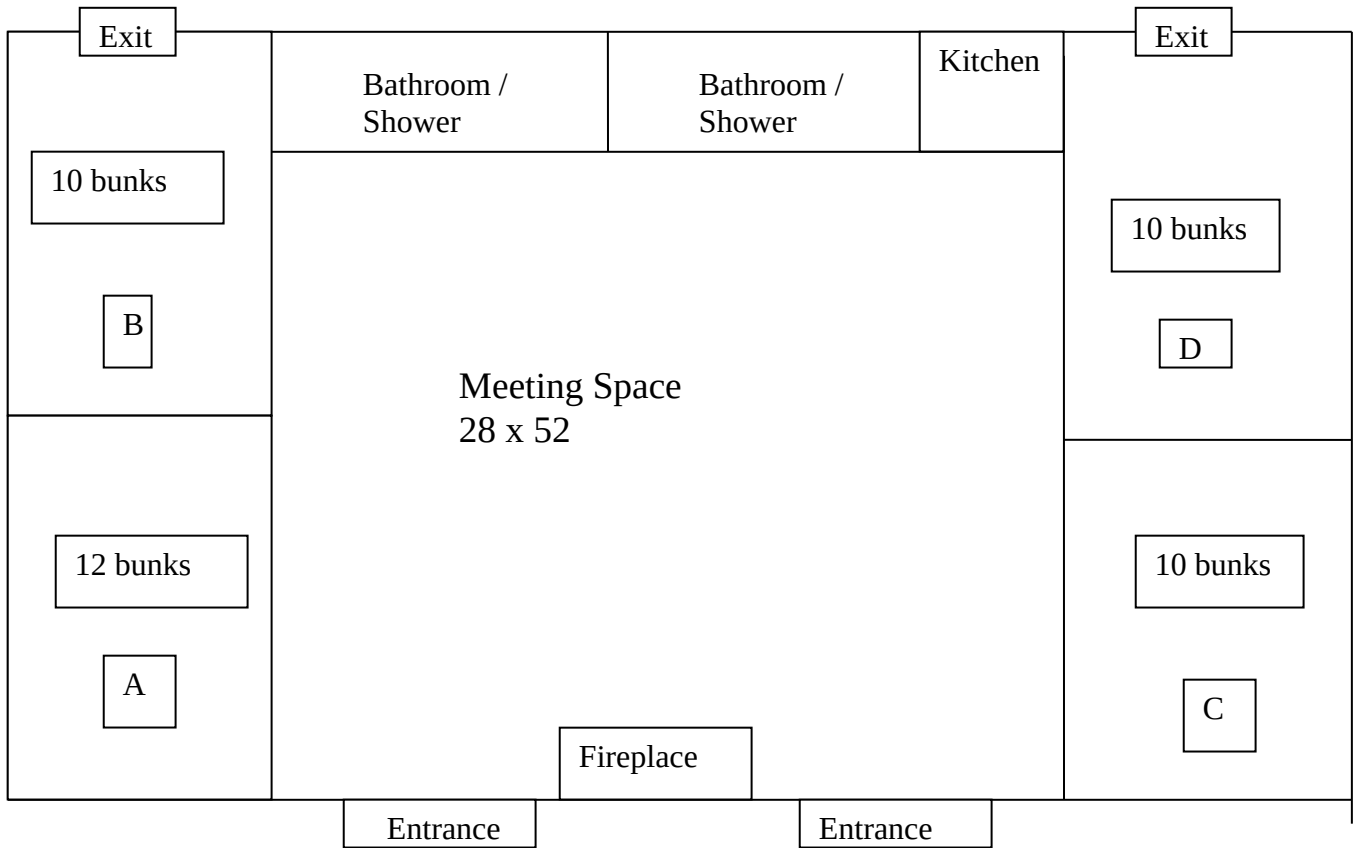 Exit
Exit
Bathroom /
Shower
Bathroom /
Shower
Kitchen
10 bunks
10 bunks
B
D
Meeting Space
28 x 52
12 bunks
10 bunks
A
C
Fireplace
Entrance
Entrance